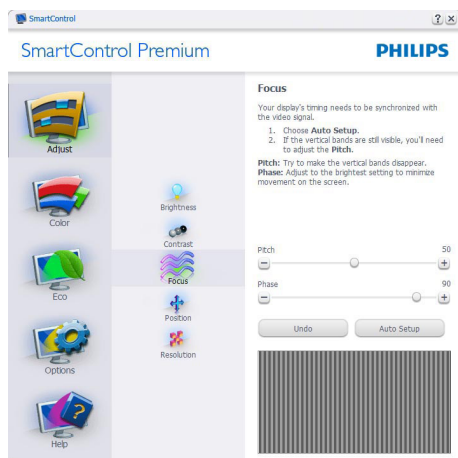 SmartControl
SmartControl Premium
PHILIPS
Adjust
Color
Eco
Options
Help
Brightness
Contrast
Focus
Position
Resolution
Focus
Your display's timing needs to be synchronized with
the video signal.
1. Choose Auto Setup.
2. If the vertical bands are still visible, you'll need
to adjust the Pitch.
Pitch: Try to make the vertical bands disappear.
Phase: Adjust to the brightest setting to minimize
movement on the screen.
Pitch 50
Phase 90
Undo Auto Setup